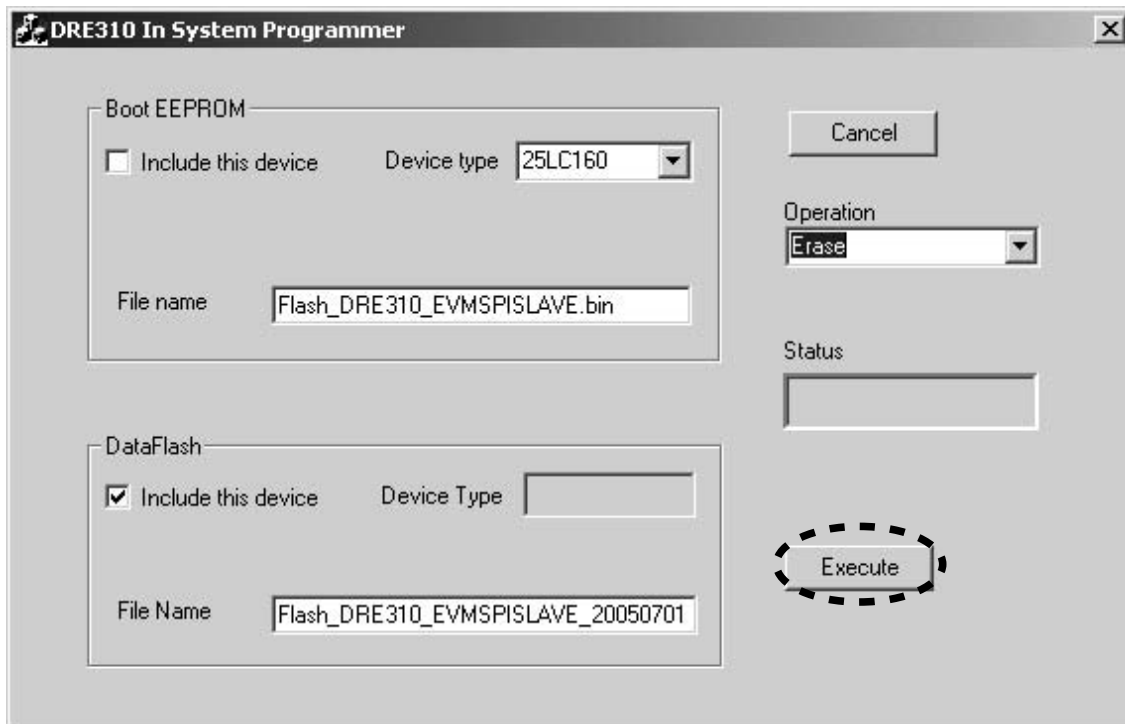 DRE310 In System Programmer
Boot EEPROM
Include this device Device type 25LC160
File name Flash_DRE310_EVMSPISLAVE.bin
DataFlash
Include this device Device Type
File Name Flash_DRE310_EVMSPISLAVE_20050701
Cancel
Operation
Erase
Status
Execute